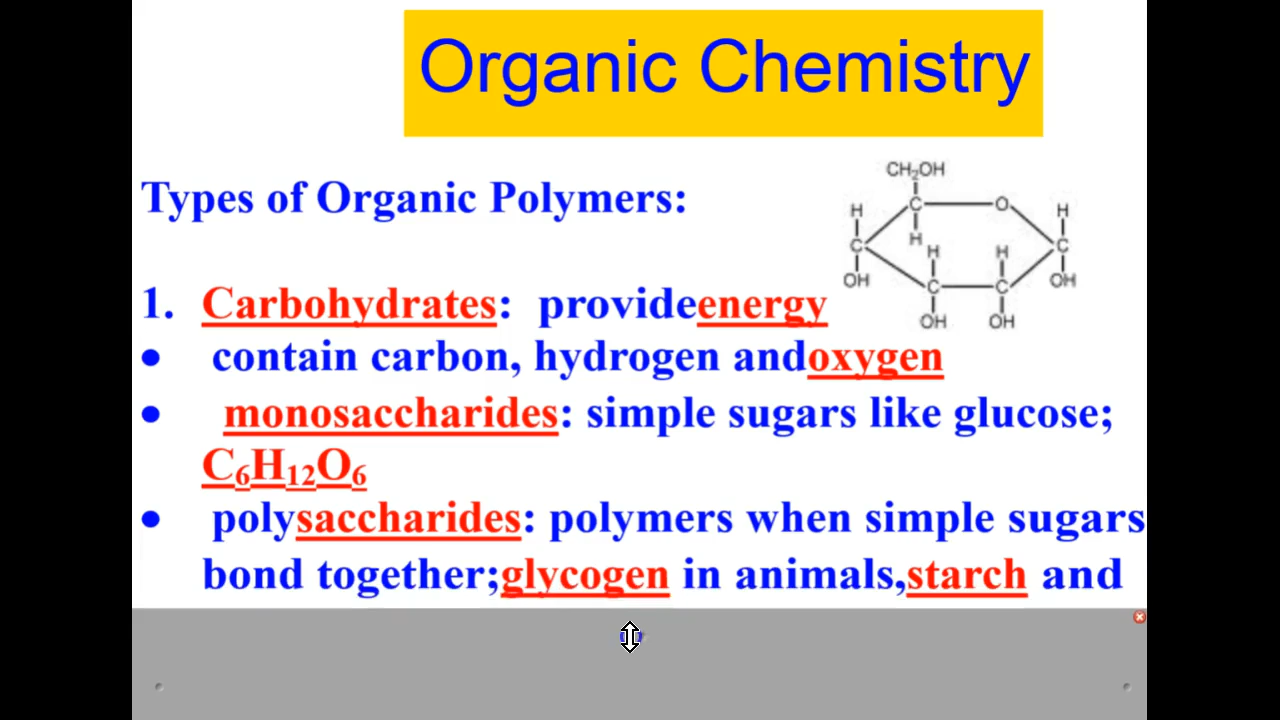 Organic Chemistry
Types of Organic Polymers:
CH₂OH
C O
H H
H
C H H C
OH C C OH
OH OH
1. Carbohydrates: provideenergy
• contain carbon, hydrogen andoxygen
• monosaccharides: simple sugars like glucose;
C₆H₁₂O₆
• polysaccharides: polymers when simple sugars
bond together;glycogen in animals,starch and